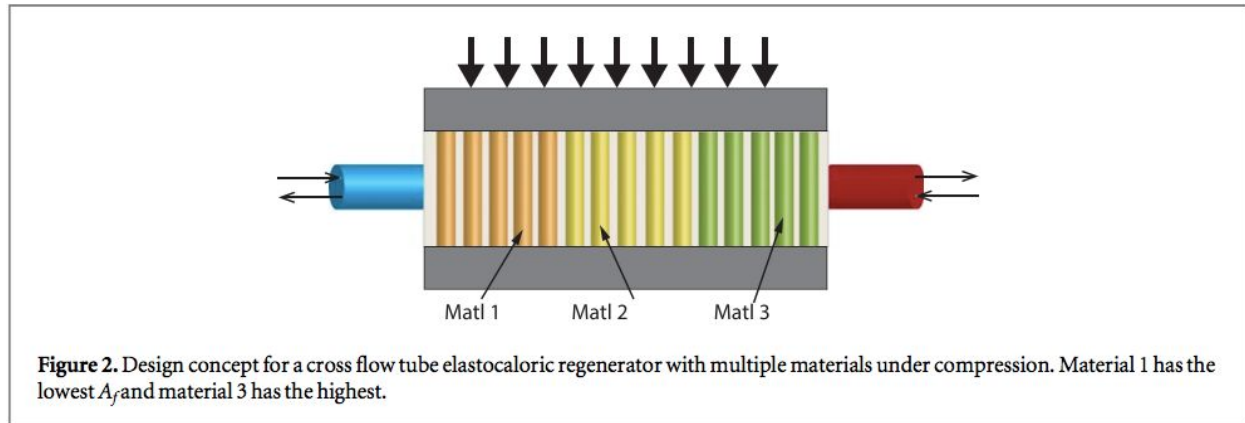 Matl 1 Matl 2 Matl 3
Figure 2. Design concept for a cross flow tube elastocaloric regenerator with multiple materials under compression. Material 1 has the
lowest Af and material 3 has the highest.